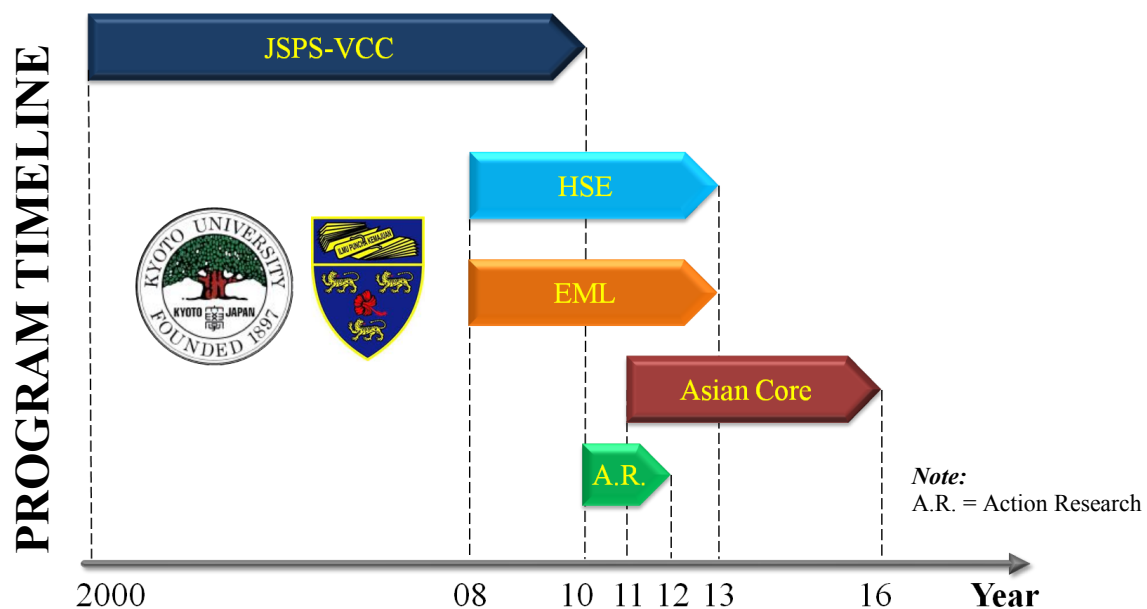 PROGRAM TIMELINE
JSPS-VCC
HSE
KYOTO UNIVERSITY
KYOTO JAPAN
FOUNDED 1897
ILMU PUNCHA KEMAJUAN
EML
Asian Core
A.R.
Note:
A.R. = Action Research
2000 08 10 11 12 13 16 Year